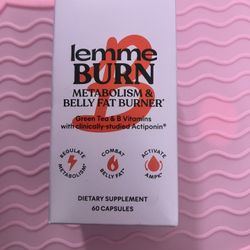 lemme
BURN
METABOLISM &
BELLY FAT BURNER*
Green Tea & B Vitamins
with clinically-studied Actiponin®
REGULATE
METABOLISM*
COMBAT
BELLY FAT*
ACTIVATE
AMPK*
DIETARY SUPPLEMENT
60 CAPSULES